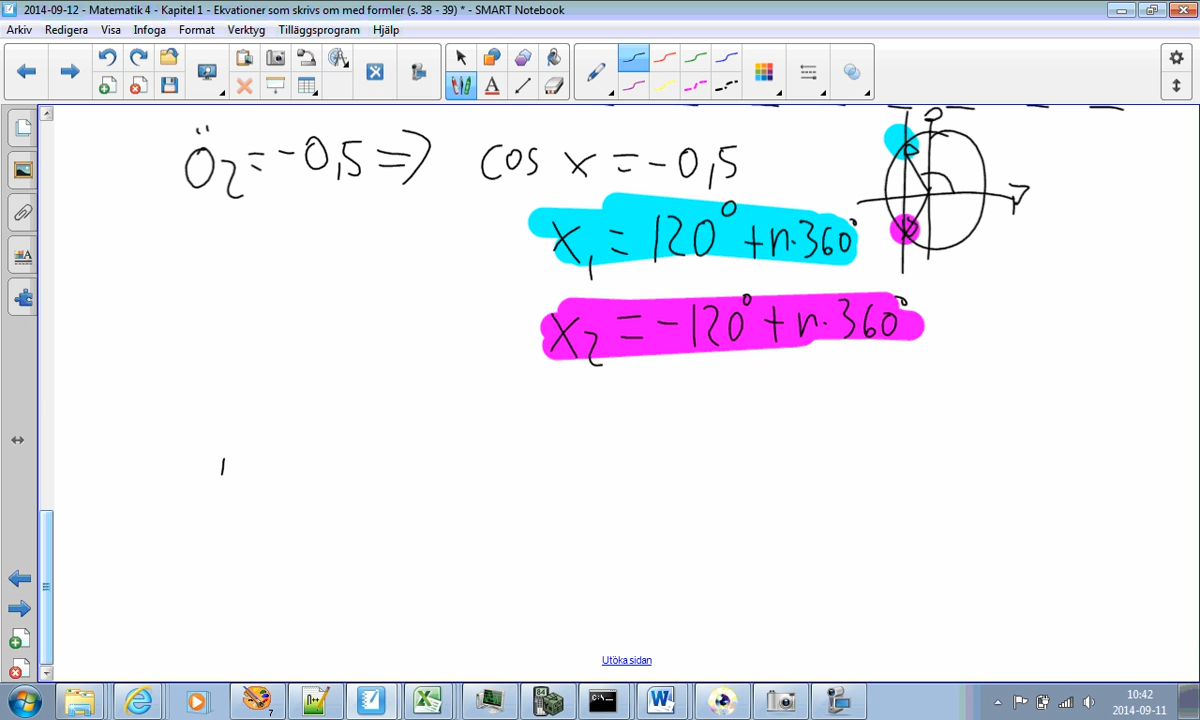 2014-09-12 - Matematik 4 - Kapitel 1 - Ekvationer som skrivs om med formler (s. 38 - 39) * - SMART Notebook
Arkiv Redigera Visa Infoga Format Verktyg Tilläggsprogram Hjälp
Ö₂ = -0,5 => cos x = -0,5
x₁ = 120° + n·360°
x₂ = -120° + n·360°
Utöka sidan
10:42
2014-09-11